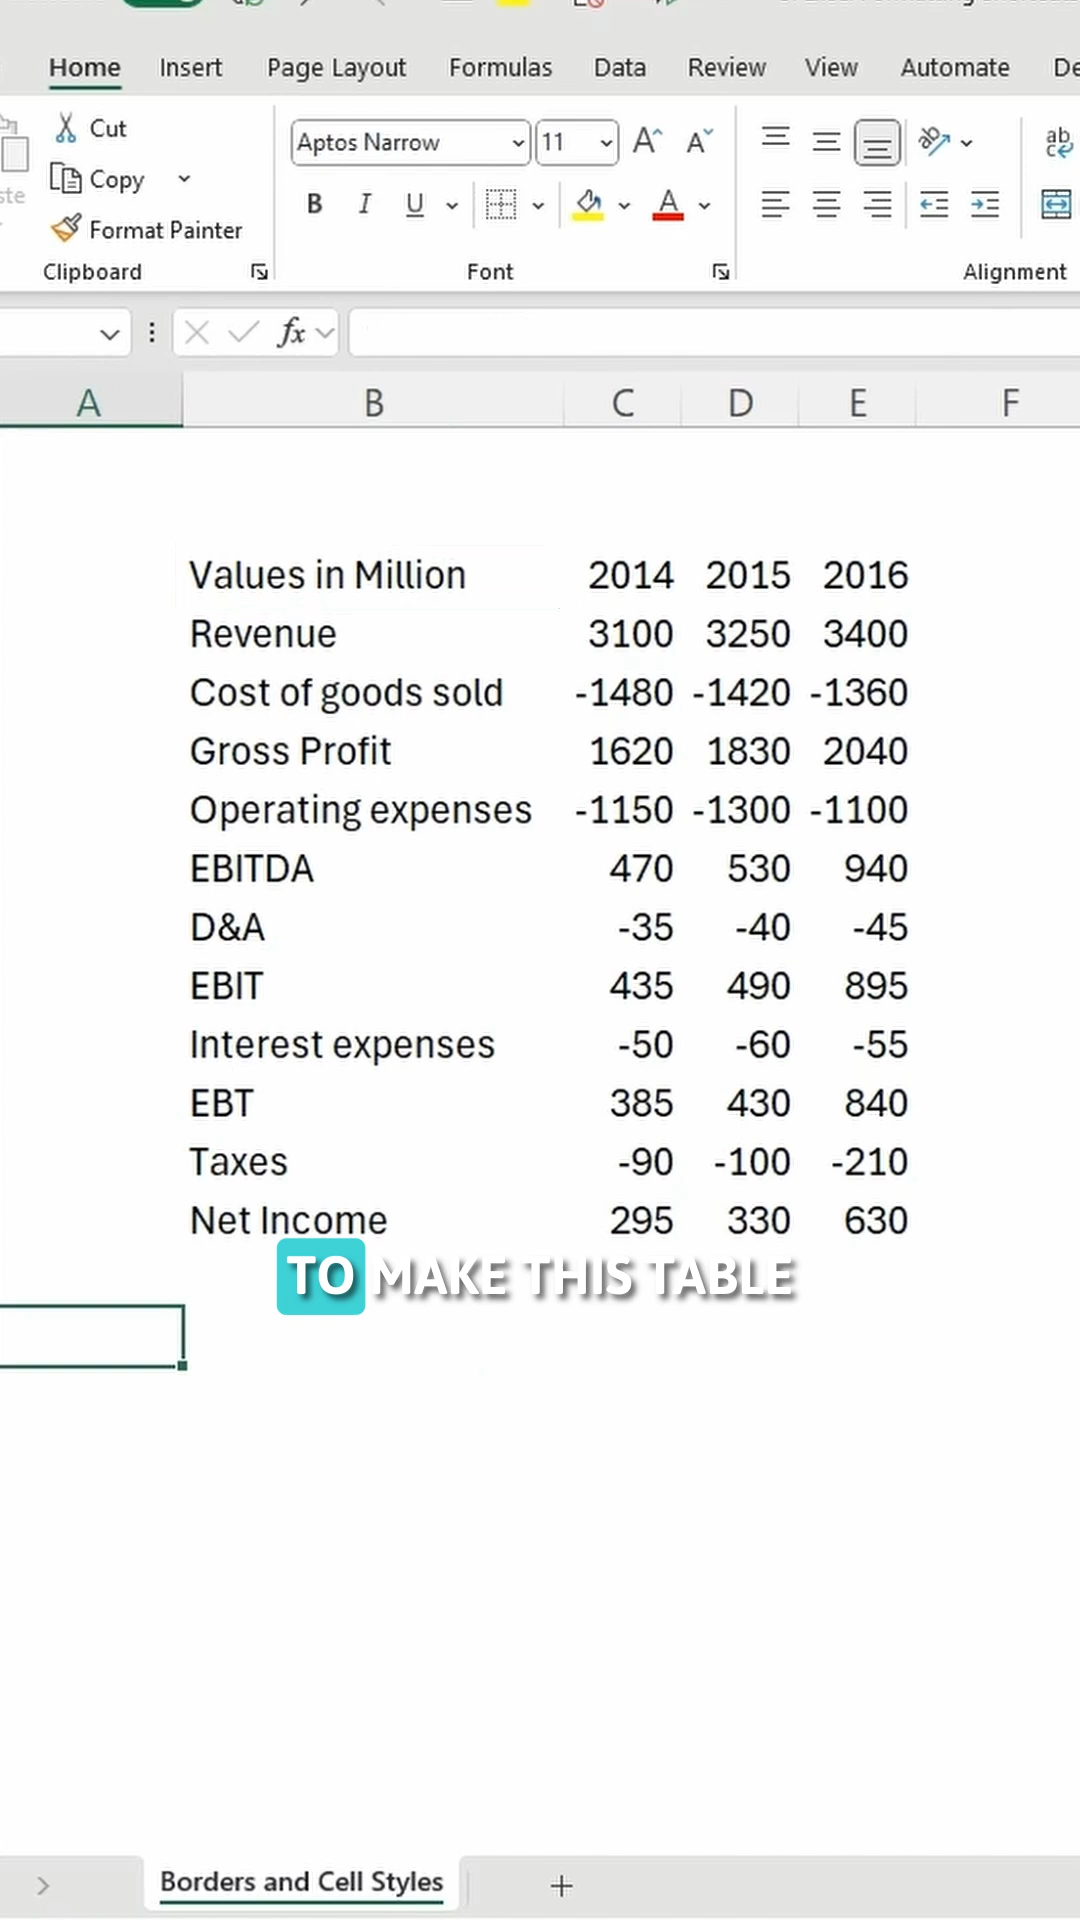 Home Insert Page Layout Formulas Data Review View Automate
Cut
Copy
Format Painter
Clipboard
Aptos Narrow 11
B I U
Font
Alignment
fx
A B C D E F
Values in Million 2014 2015 2016
Revenue 3100 3250 3400
Cost of goods sold -1480 -1420 -1360
Gross Profit 1620 1830 2040
Operating expenses -1150 -1300 -1100
EBITDA 470 530 940
D&A -35 -40 -45
EBIT 435 490 895
Interest expenses -50 -60 -55
EBT 385 430 840
Taxes -90 -100 -210
Net Income 295 330 630
TO MAKE THIS TABLE
Borders and Cell Styles